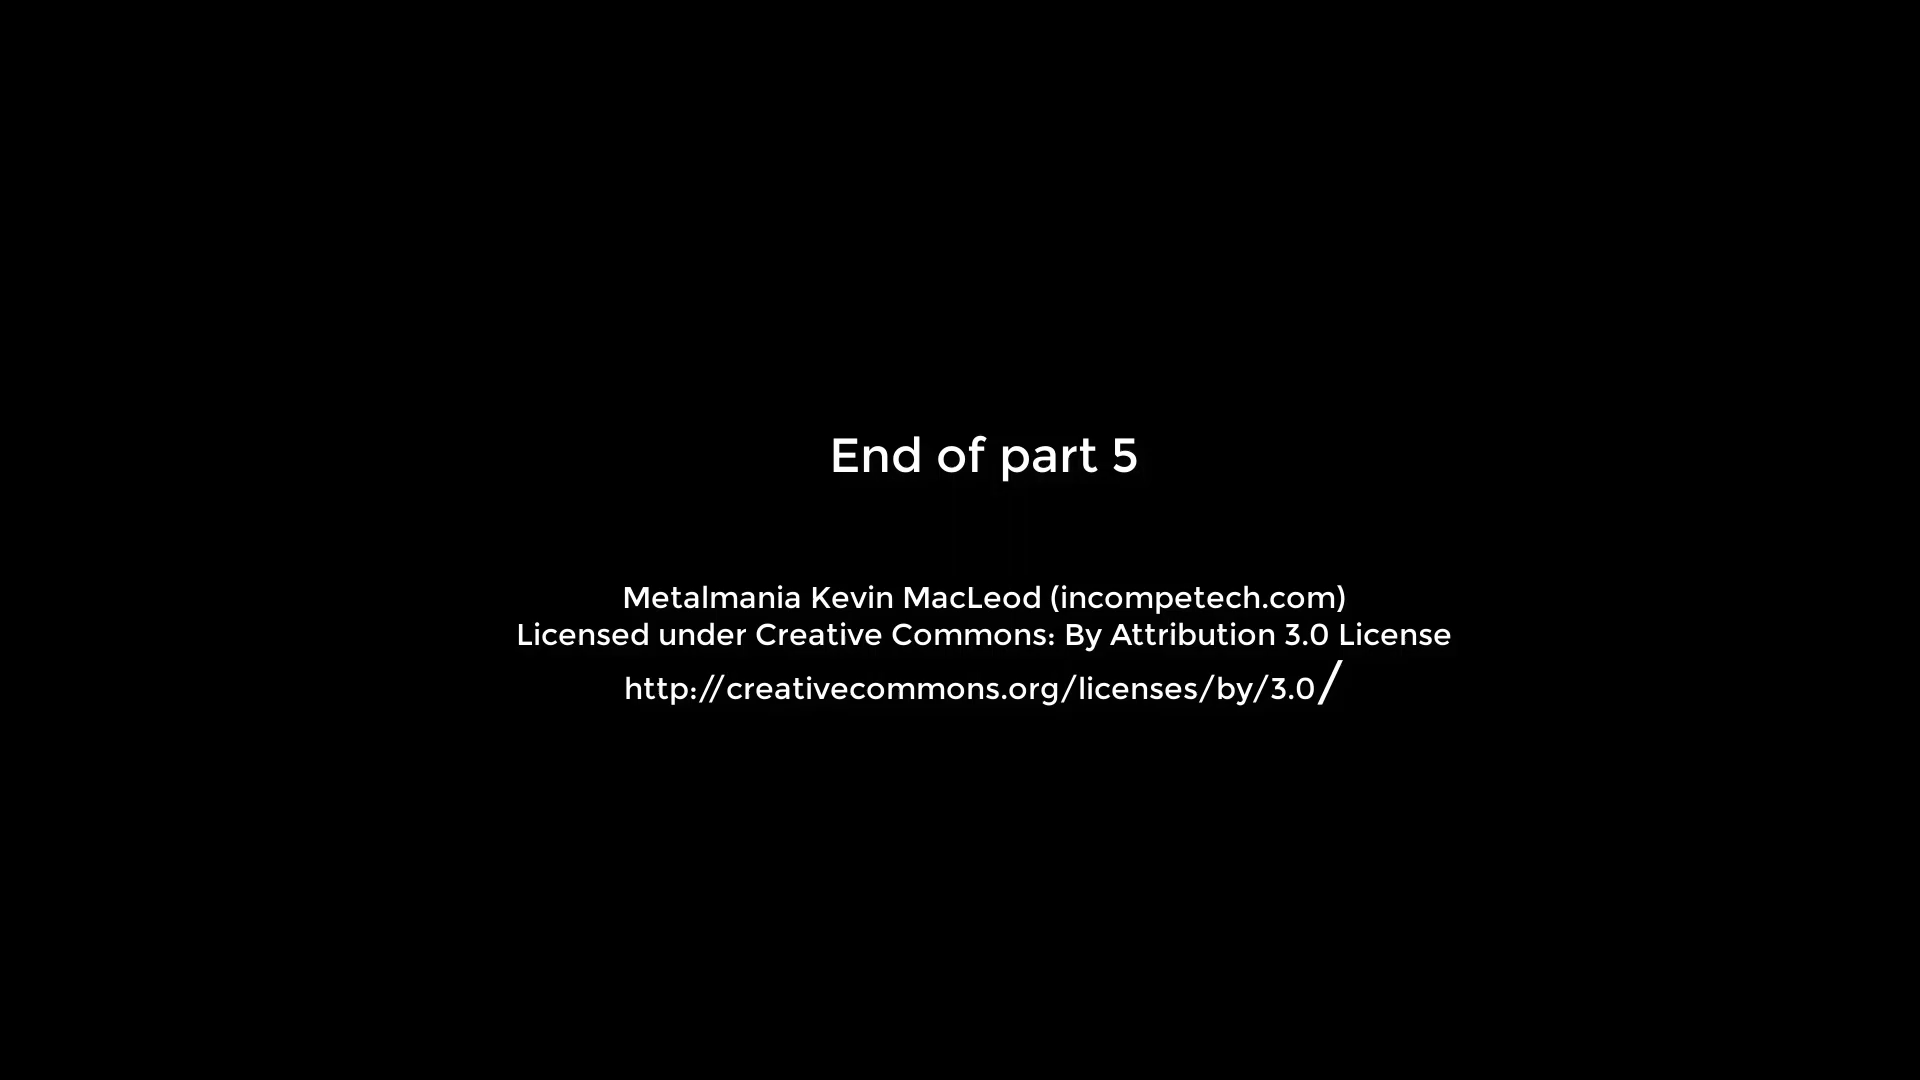 End of part 5
Metalmania Kevin MacLeod (incompetech.com)
Licensed under Creative Commons: By Attribution 3.0 License
http://creativecommons.org/licenses/by/3.0/